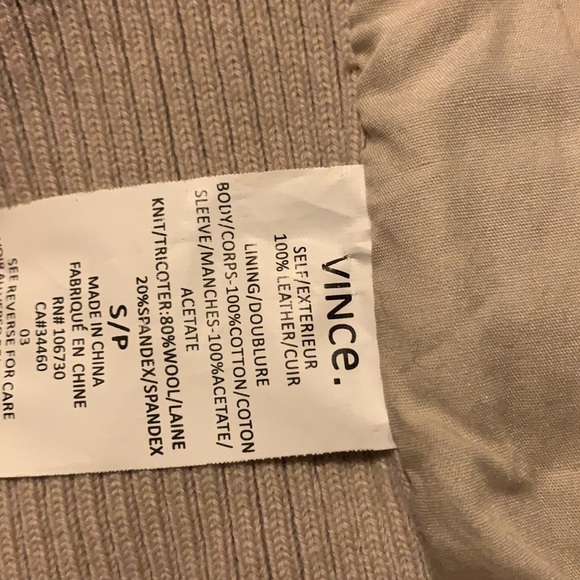 VINCE.
SELF/EXTERIEUR
100% LEATHER/CUIR
LINING/DOUBLURE
BODY/CORPS-100%COTTON/COTON
SLEEVE/MANCHES-100%ACETATE/
ACETATE
KNIT/TRICOTER:80%WOOL/LAINE
20%SPANDEX/SPANDEX
S/P
MADE IN CHINA
FABRIQUÉ EN CHINE
RN# 106730
CA#34460
03
SEE REVERSE FOR CARE